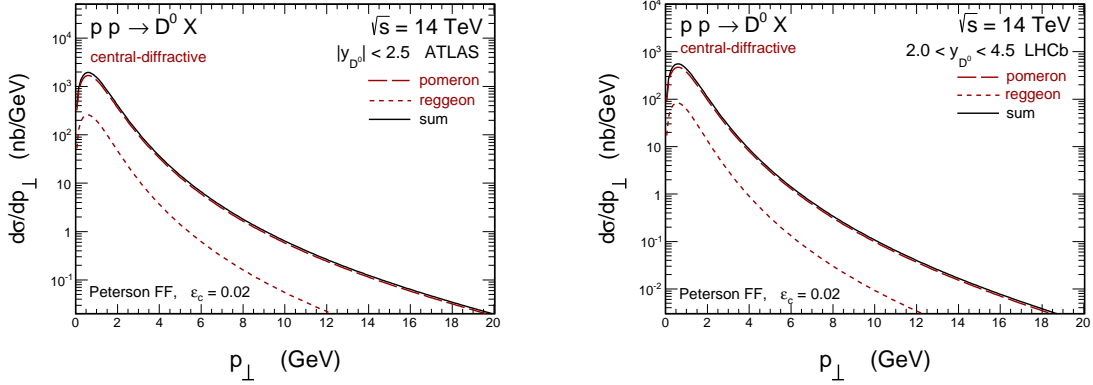 p p → D⁰ X
√s = 14 TeV
central-diffractive
|y_D⁰| < 2.5 ATLAS
pomeron
reggeon
sum
dσ/dp⊥ (nb/GeV)
10⁴
10³
10²
10
1
10⁻¹
Peterson FF, ε_c = 0.02
0 2 4 6 8 10 12 14 16 18 20
p⊥ (GeV)
p p → D⁰ X
√s = 14 TeV
central-diffractive
2.0 < y_D⁰ < 4.5 LHCb
pomeron
reggeon
sum
dσ/dp⊥ (nb/GeV)
10⁴
10³
10²
10
1
10⁻¹
10⁻²
Peterson FF, ε_c = 0.02
0 2 4 6 8 10 12 14 16 18 20
p⊥ (GeV)